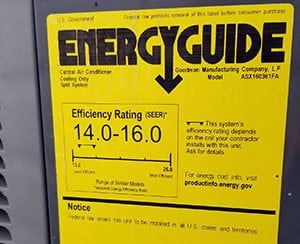 U.S. Government
Federal law prohibits removal of this label before consumer purchase
ENERGYGUIDE
Central Air Conditioner
Cooling Only
Split System
Goodman Manufacturing Company, L.P
Model ASX160361FA
Efficiency Rating (SEER)*
14.0-16.0
13.0
Least Efficient
26.0
Most Efficient
Range of Similar Models
*Seasonal Energy Efficiency Ratio
This system's
efficiency rating depends
on the coil your contractor
installs with this unit.
Ask for details.
For energy cost info, visit
productinfo.energy.gov
Notice
Federal law allows this unit to be installed in all U.S. states and territories.